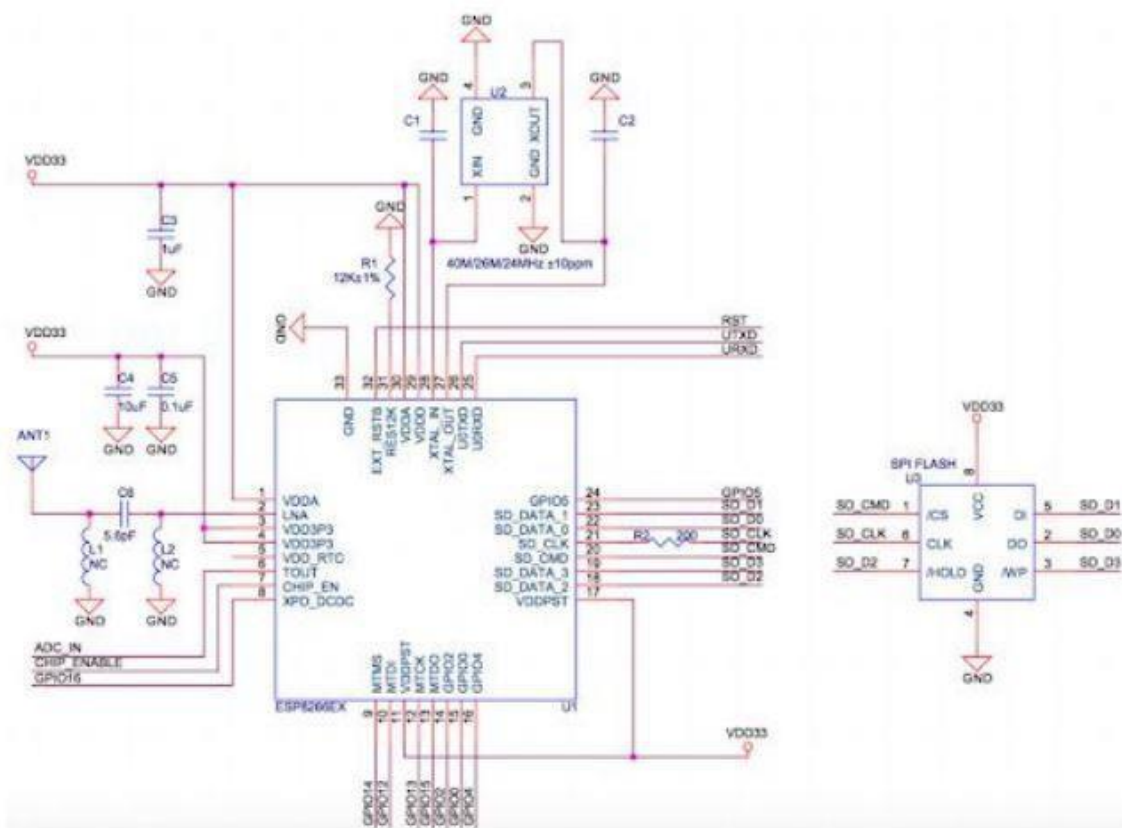 GND
GND
GND
4
3
U2
C1
GND
XOUT
C2
XIN
GND
VDD33
1
2
GND
1uF
GND
R1
12K±1%
GND
40M/26M/24MHz ±10ppm
GND
RST
UTXD
URXD
VDD33
C4
10uF
C5
0.1uF
GND
GND
33
32
31
30
29
28
27
26
25
GND
EXT_RSTB
RES12K
VDDA
VDDD
XTAL_IN
XTAL_OUT
U0TXD
U0RXD
ANT1
5.6pF
L1
NC
L2
NC
GND
GND
1 VDDA
2 LNA
3 VDD3P3
4 VDD3P3
5 VDD_RTC
6 TOUT
7 CHIP_EN
8 XPD_DCDC
GPIO5 24 GPIO5
SD_DATA_1 23 SD_D1
SD_DATA_0 22 SD_D0
SD_CLK 21 R2 200 SD_CLK
SD_CMD 20 SD_CMD
SD_DATA_3 19 SD_D3
SD_DATA_2 18 SD_D2
VDDPST 17
ADC_IN
CHIP_ENABLE
GPIO16
MTMS
MTDI
VDDPST
MTCK
MTDO
GPIO2
GPIO0
GPIO4
ESP8266EX
U1
9
10
11
12
13
14
15
16
GPIO14
GPIO12
GPIO13
GPIO15
GPIO2
GPIO0
GPIO4
VDD33
VDD33
SPI FLASH
8
SD_CMD 1 /CS
VCC
DI 5 SD_D1
SD_CLK 6 CLK
DO 2 SD_D0
SD_D2 7 /HOLD
GND
/WP 3 SD_D3
4
GND